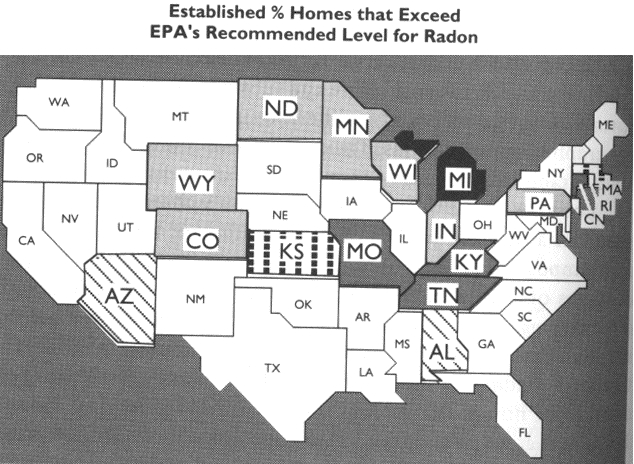 Established % Homes that Exceed
EPA's Recommended Level for Radon
WA
MT
ND
MN
ME
OR
ID
WY
SD
WI
MI
NY
MA
RI
CN
PA
NV
UT
CO
NE
IA
IL
IN
OH
MD
WV
VA
CA
KS
MO
KY
AZ
NM
OK
AR
TN
NC
SC
TX
LA
MS
AL
GA
FL